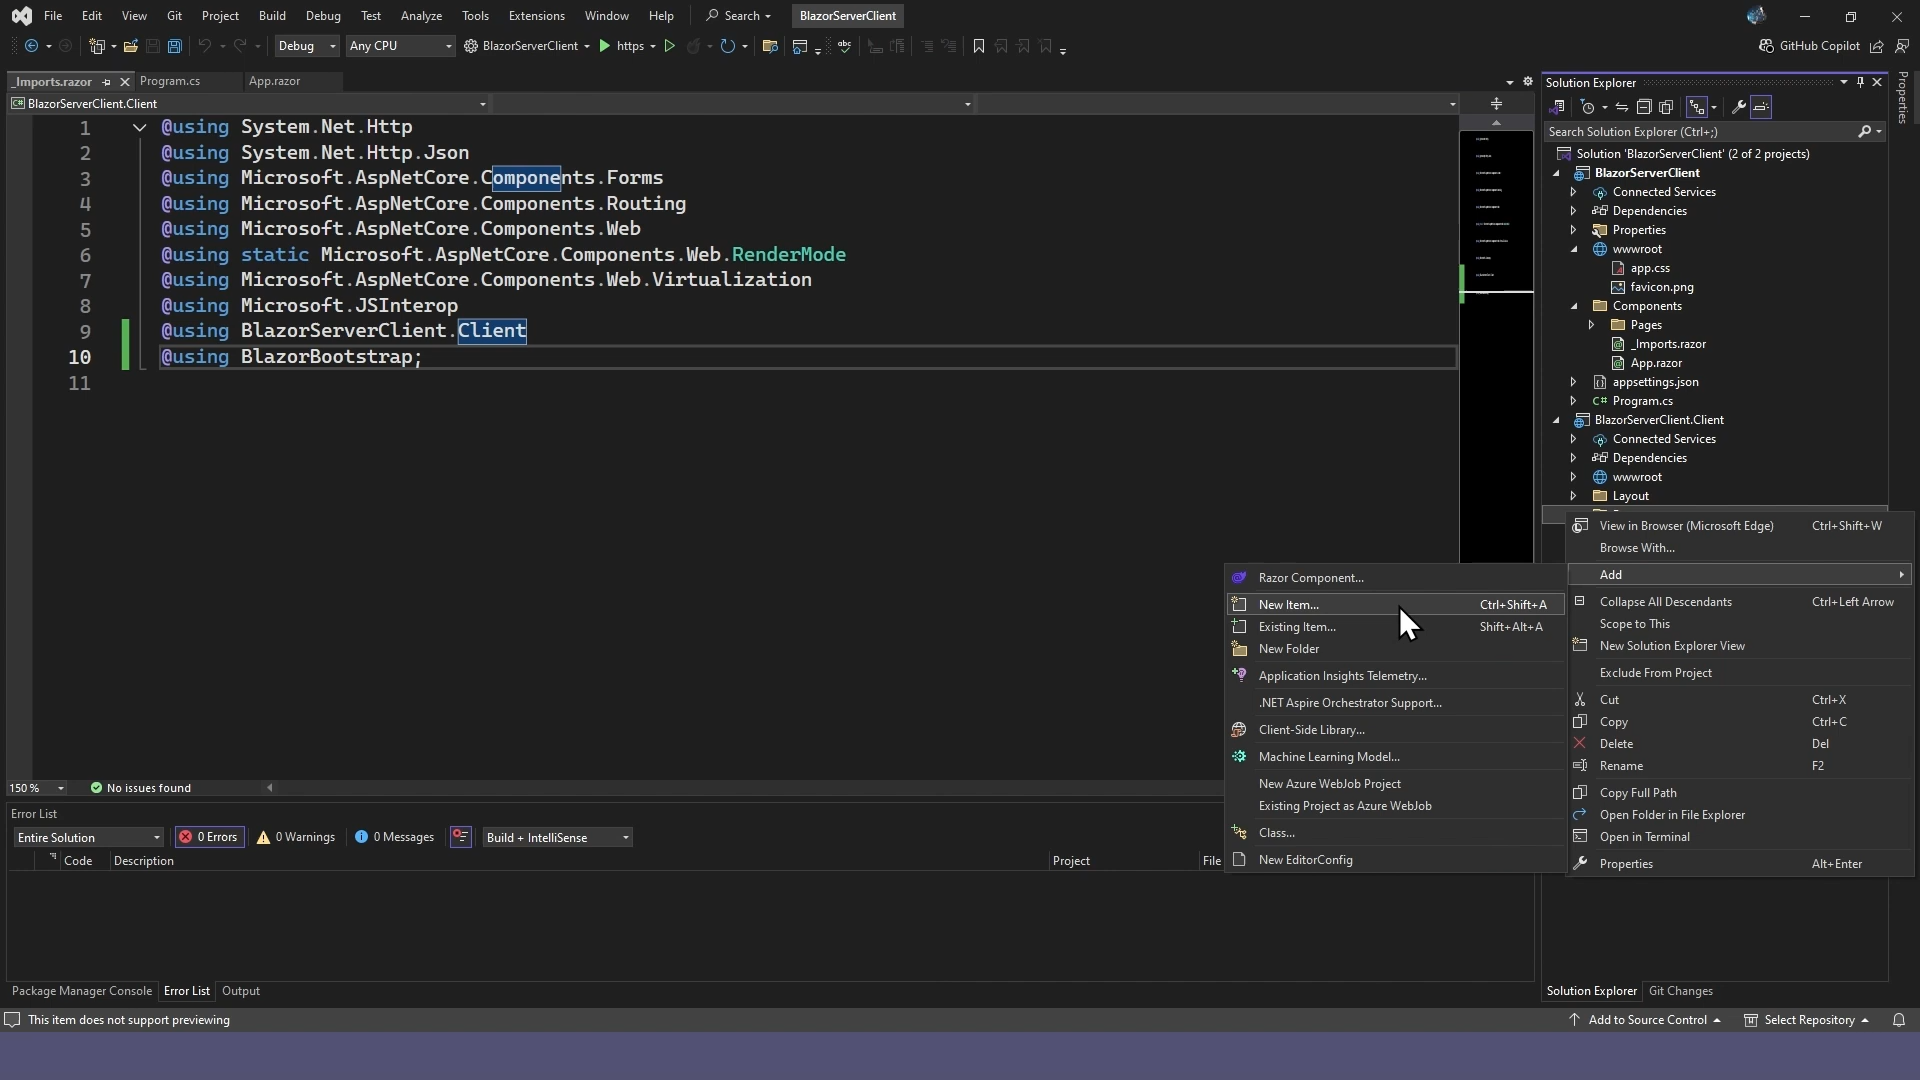 File Edit View Git Project Build Debug Test Analyze Tools Extensions Window Help Search BlazorServerClient
Debug Any CPU BlazorServerClient https GitHub Copilot
_Imports.razor Program.cs App.razor
BlazorServerClient.Client
1 @using System.Net.Http
2 @using System.Net.Http.Json
3 @using Microsoft.AspNetCore.Components.Forms
4 @using Microsoft.AspNetCore.Components.Routing
5 @using Microsoft.AspNetCore.Components.Web
6 @using static Microsoft.AspNetCore.Components.Web.RenderMode
7 @using Microsoft.AspNetCore.Components.Web.Virtualization
8 @using Microsoft.JSInterop
9 @using BlazorServerClient.Client
10 @using BlazorBootstrap;
11
150 % No issues found
Error List
Entire Solution 0 Errors 0 Warnings 0 Messages Build + IntelliSense
Code Description Project File
Package Manager Console Error List Output
This item does not support previewing
Solution Explorer
Search Solution Explorer (Ctrl+;)
Solution 'BlazorServerClient' (2 of 2 projects)
BlazorServerClient
Connected Services
Dependencies
Properties
wwwroot
app.css
favicon.png
Components
Pages
_Imports.razor
App.razor
appsettings.json
C# Program.cs
BlazorServerClient.Client
Connected Services
Dependencies
wwwroot
Layout
View in Browser (Microsoft Edge) Ctrl+Shift+W
Browse With...
Add
Collapse All Descendants Ctrl+Left Arrow
Scope to This
New Solution Explorer View
Exclude From Project
Cut Ctrl+X
Copy Ctrl+C
Delete Del
Rename F2
Copy Full Path
Open Folder in File Explorer
Open in Terminal
Properties Alt+Enter
Razor Component...
New Item... Ctrl+Shift+A
Existing Item... Shift+Alt+A
New Folder
Application Insights Telemetry...
.NET Aspire Orchestrator Support...
Client-Side Library...
Machine Learning Model...
New Azure WebJob Project
Existing Project as Azure WebJob
Class...
New EditorConfig
Solution Explorer Git Changes
Add to Source Control Select Repository
Properties